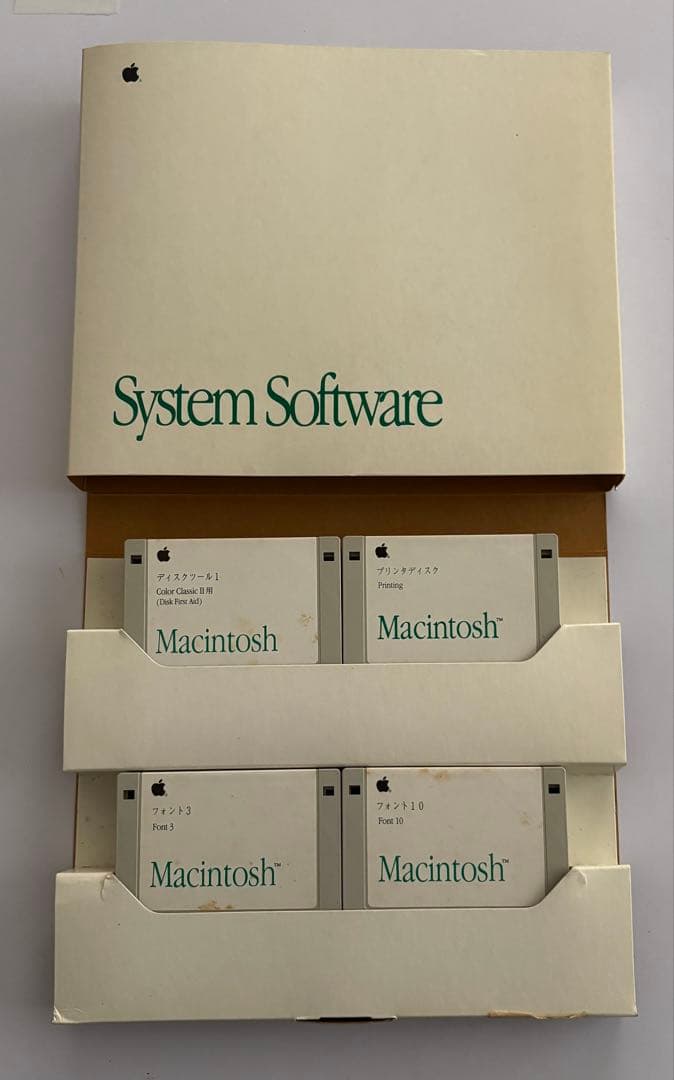 System Software
ディスクツール 1
Color Classic II用
(Disk First Aid)
Macintosh
プリンタディスク
Printing
Macintosh™
フォント3
Font 3
Macintosh™
フォント10
Font 10
Macintosh™